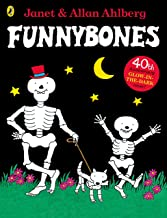 Janet & Allan Ahlberg
FUNNYBONES
40th
GLOW-IN-
THE-DARK